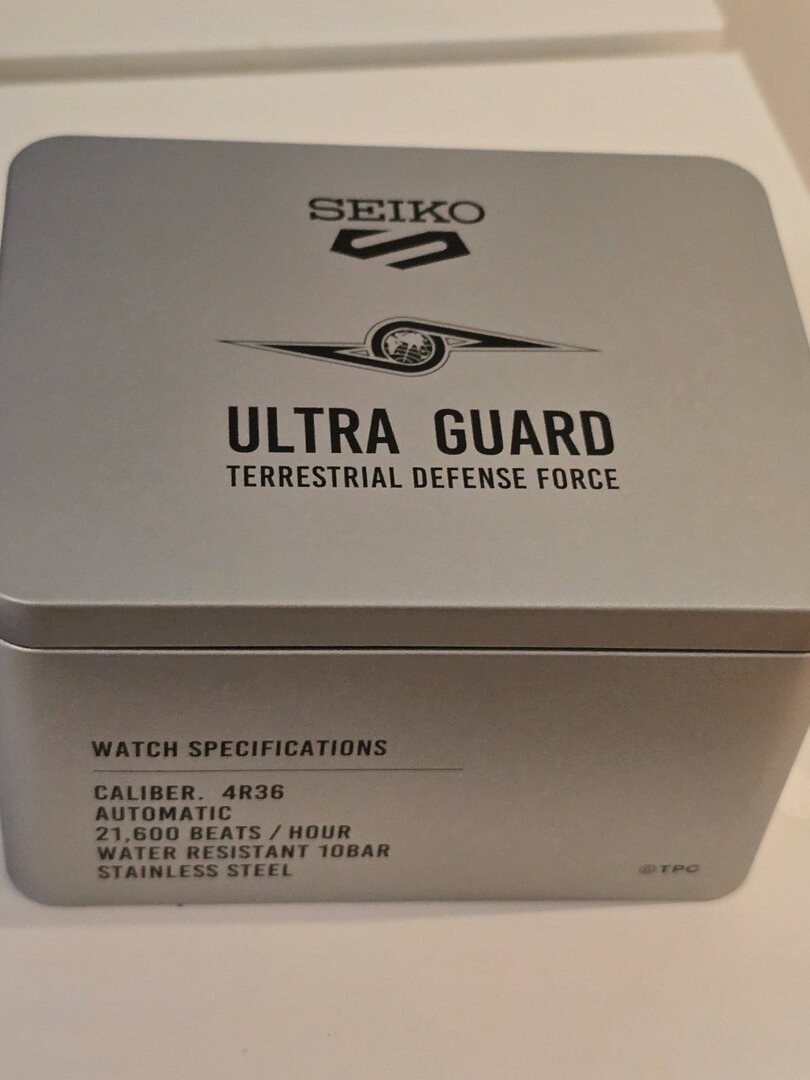 SEIKO
ULTRA GUARD
TERRESTRIAL DEFENSE FORCE
WATCH SPECIFICATIONS
CALIBER. 4R36
AUTOMATIC
21,600 BEATS / HOUR
WATER RESISTANT 10BAR
STAINLESS STEEL
©TPC